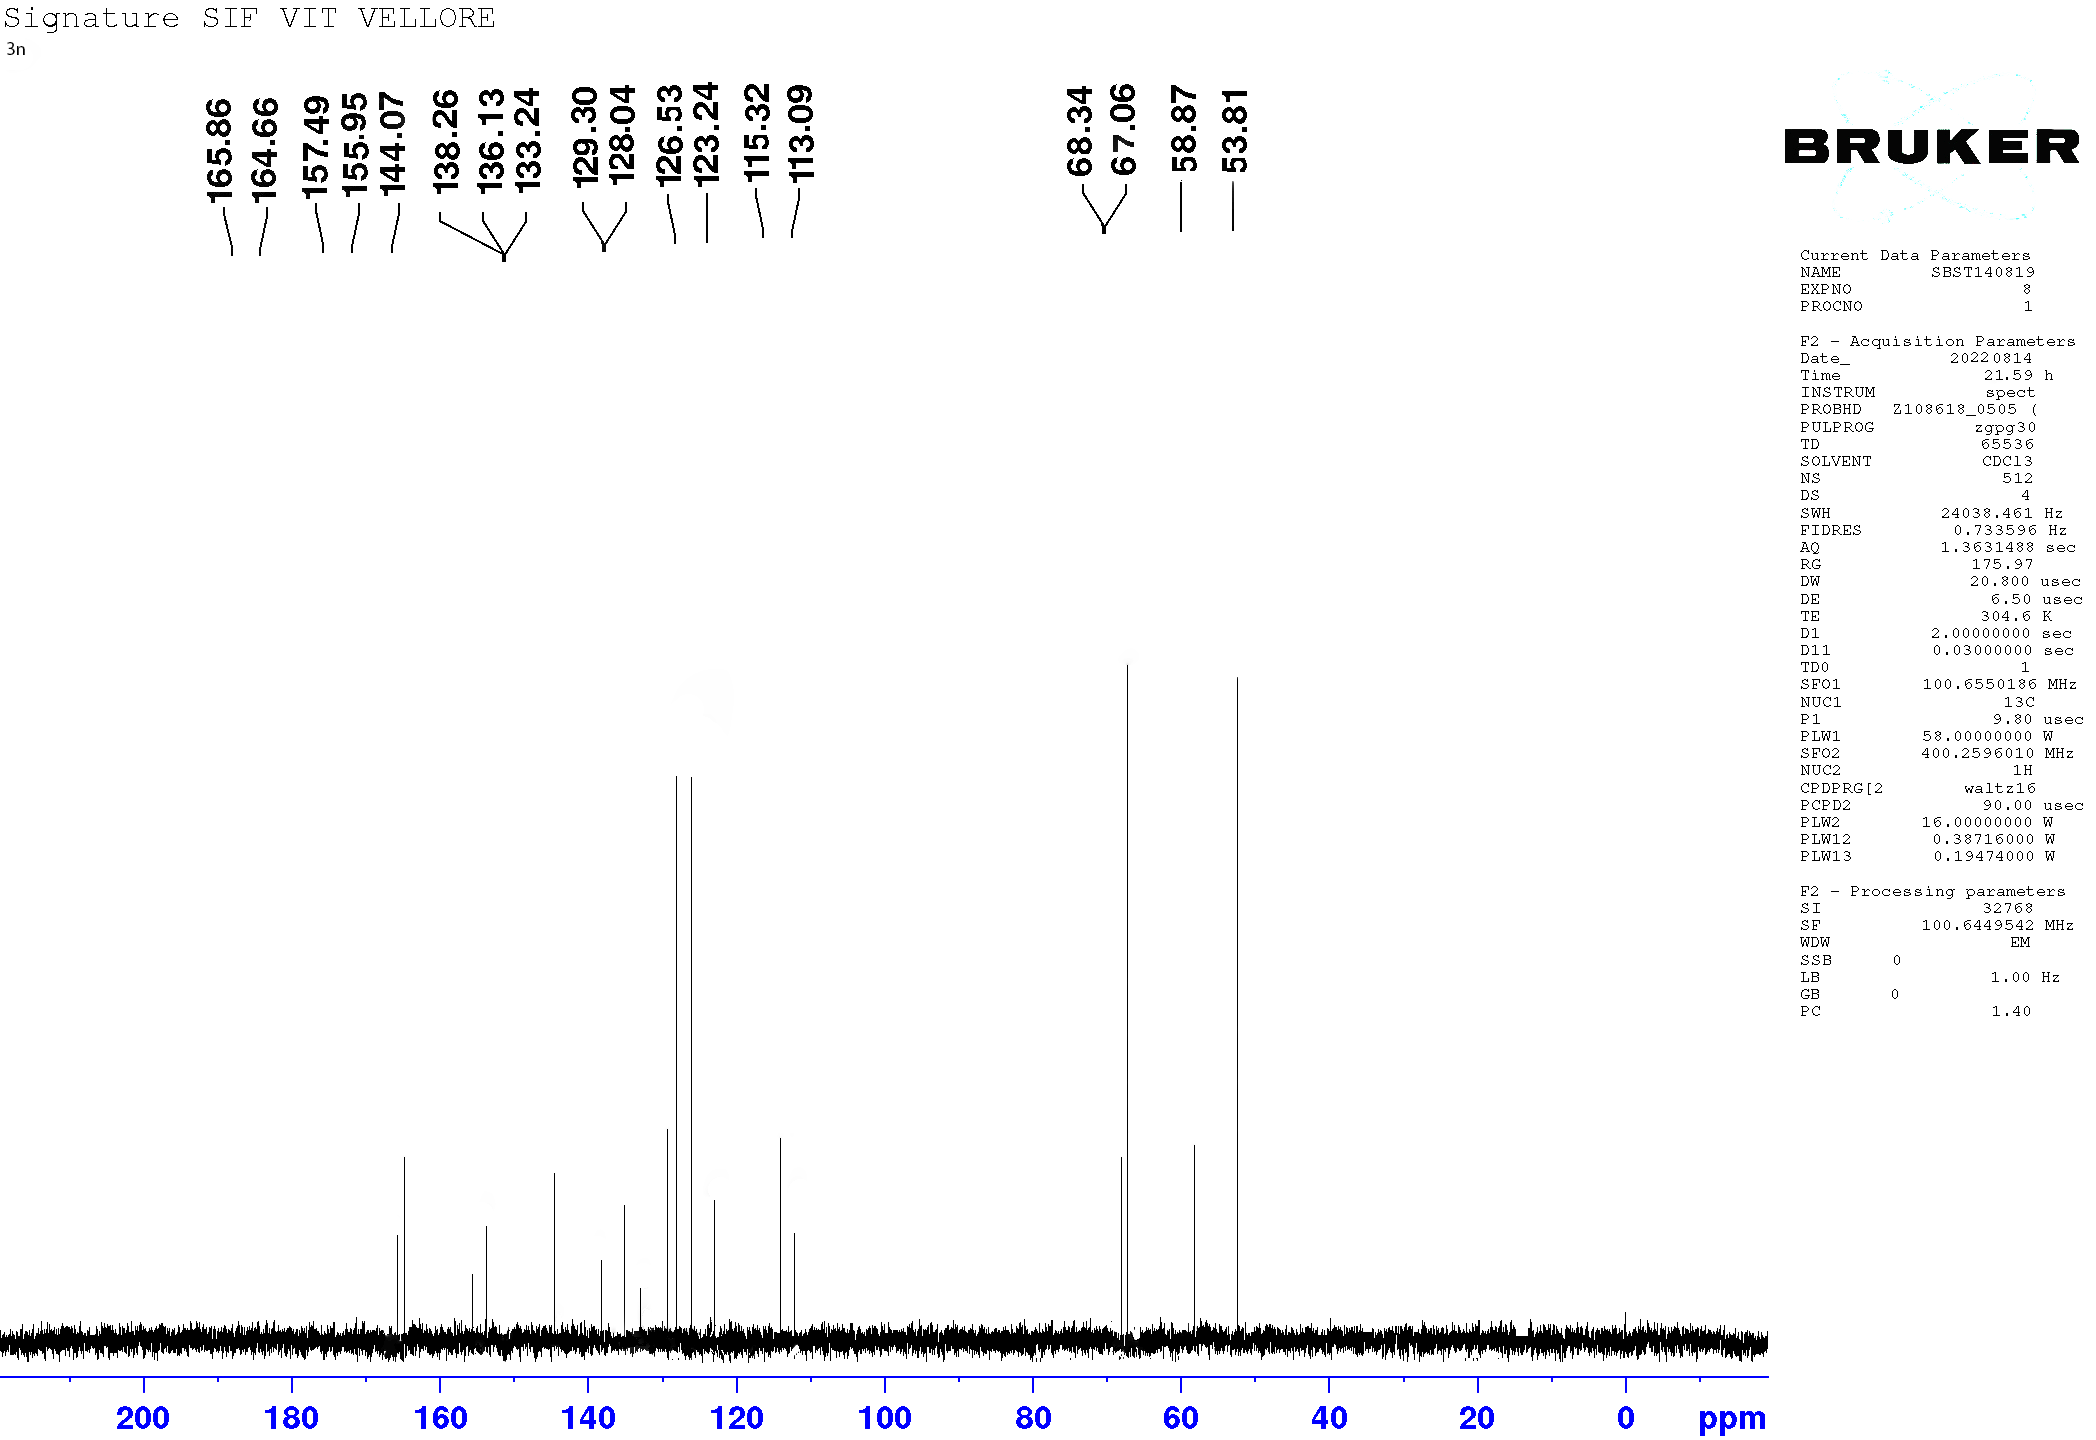 Signature SIF VIT VELLORE
3n
165.86
164.66
157.49
155.95
144.07
138.26
136.13
133.24
129.30
128.04
126.53
123.24
115.32
113.09
68.34
67.06
58.87
53.81
BRUKER
Current Data Parameters
NAME SBST140819
EXPNO 8
PROCNO 1
F2 - Acquisition Parameters
Date_ 20220814
Time 21.59 h
INSTRUM spect
PROBHD Z108618_0505 (
PULPROG zgpg30
TD 65536
SOLVENT CDCl3
NS 512
DS 4
SWH 24038.461 Hz
FIDRES 0.733596 Hz
AQ 1.3631488 sec
RG 175.97
DW 20.800 usec
DE 6.50 usec
TE 304.6 K
D1 2.00000000 sec
D11 0.03000000 sec
TD0 1
SFO1 100.6550186 MHz
NUC1 13C
P1 9.80 usec
PLW1 58.00000000 W
SFO2 400.2596010 MHz
NUC2 1H
CPDPRG[2 waltz16
PCPD2 90.00 usec
PLW2 16.00000000 W
PLW12 0.38716000 W
PLW13 0.19474000 W
F2 - Processing parameters
SI 32768
SF 100.6449542 MHz
WDW EM
SSB 0
LB 1.00 Hz
GB 0
PC 1.40
200 180 160 140 120 100 80 60 40 20 0 ppm